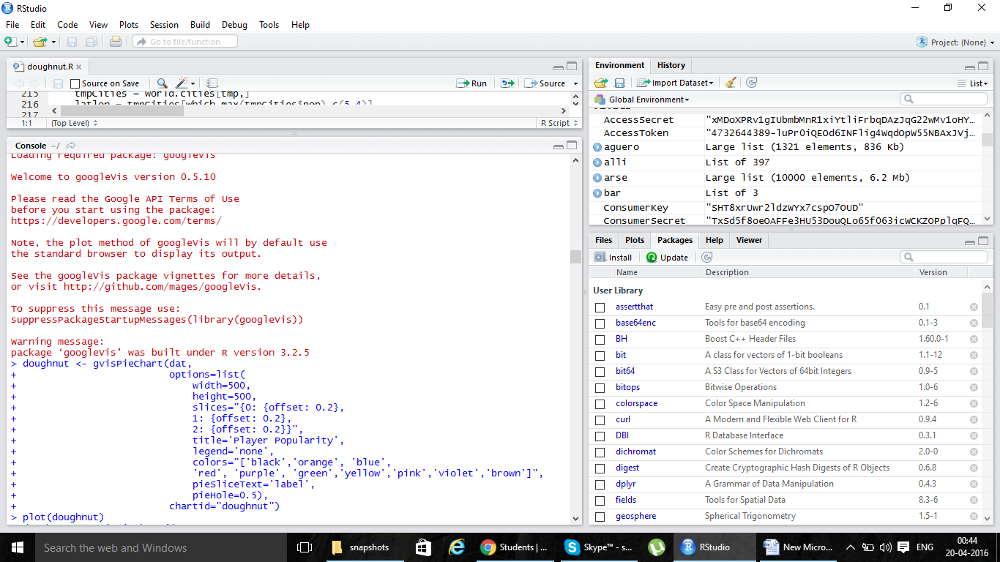 RStudio
File Edit Code View Plots Session Build Debug Tools Help
Go to file/function
Project: (None)
doughnut.R
Source on Save Run Source
215 tmpCities = world.cities[tmp,]
216 latlon = tmpCities[which.max(tmpCities$pop),c(5,4)]
217
1:1 (Top Level) R Script
Console ~/
Loading required package: googleVis
Welcome to googleVis version 0.5.10
Please read the Google API Terms of Use
before you start using the package:
https://developers.google.com/terms/
Note, the plot method of googleVis will by default use
the standard browser to display its output.
See the googleVis package vignettes for more details,
or visit http://github.com/mages/googleVis.
To suppress this message use:
suppressPackageStartupMessages(library(googleVis))
Warning message:
package ‘googleVis’ was built under R version 3.2.5
> doughnut <- gvisPieChart(dat,
+ options=list(
+ width=500,
+ height=500,
+ slices="{0: {offset: 0.2},
+ 1: {offset: 0.2},
+ 2: {offset: 0.2}}",
+ title='Player Popularity',
+ legend='none',
+ colors="['black','orange', 'blue',
+ 'red', 'purple', 'green','yellow','pink','violet','brown']",
+ pieSliceText='label',
+ pieHole=0.5),
+ chartid="doughnut")
> plot(doughnut)
Environment History
Import Dataset List
Global Environment
AccessSecret
AccessToken
aguero Large list (1321 elements, 836 Kb)
alli List of 397
arse Large list (10000 elements, 6.2 Mb)
bar List of 3
ConsumerKey
ConsumerSecret
Files Plots Packages Help Viewer
Install Update
Name Description Version
User Library
assertthat Easy pre and post assertions. 0.1
base64enc Tools for base64 encoding 0.1-3
BH Boost C++ Header Files 1.60.0-1
bit A class for vectors of 1-bit booleans 1.1-12
bit64 A S3 Class for Vectors of 64bit Integers 0.9-5
bitops Bitwise Operations 1.0-6
colorspace Color Space Manipulation 1.2-6
curl A Modern and Flexible Web Client for R 0.9.4
DBI R Database Interface 0.3.1
dichromat Color Schemes for Dichromats 2.0-0
digest Create Cryptographic Hash Digests of R Objects 0.6.8
dplyr A Grammar of Data Manipulation 0.4.3
fields Tools for Spatial Data 8.3-6
geosphere Spherical Trigonometry 1.5-1
Search the web and Windows
snapshots
Students | ...
Skype™ - s...
RStudio
New Micro...
ENG
00:44
20-04-2016